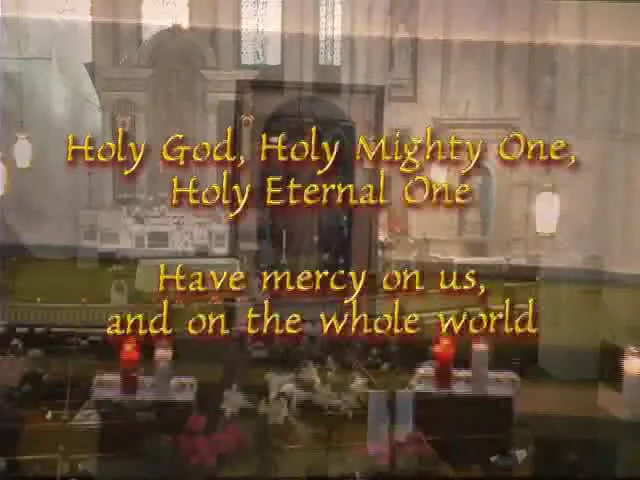 Holy God, Holy Mighty One,
Holy Eternal One
Have mercy on us,
and on the whole world